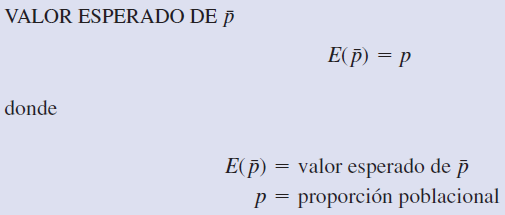 VALOR ESPERADO DE p̄
E(p̄) = p
donde
E(p̄) = valor esperado de p̄
p = proporción poblacional